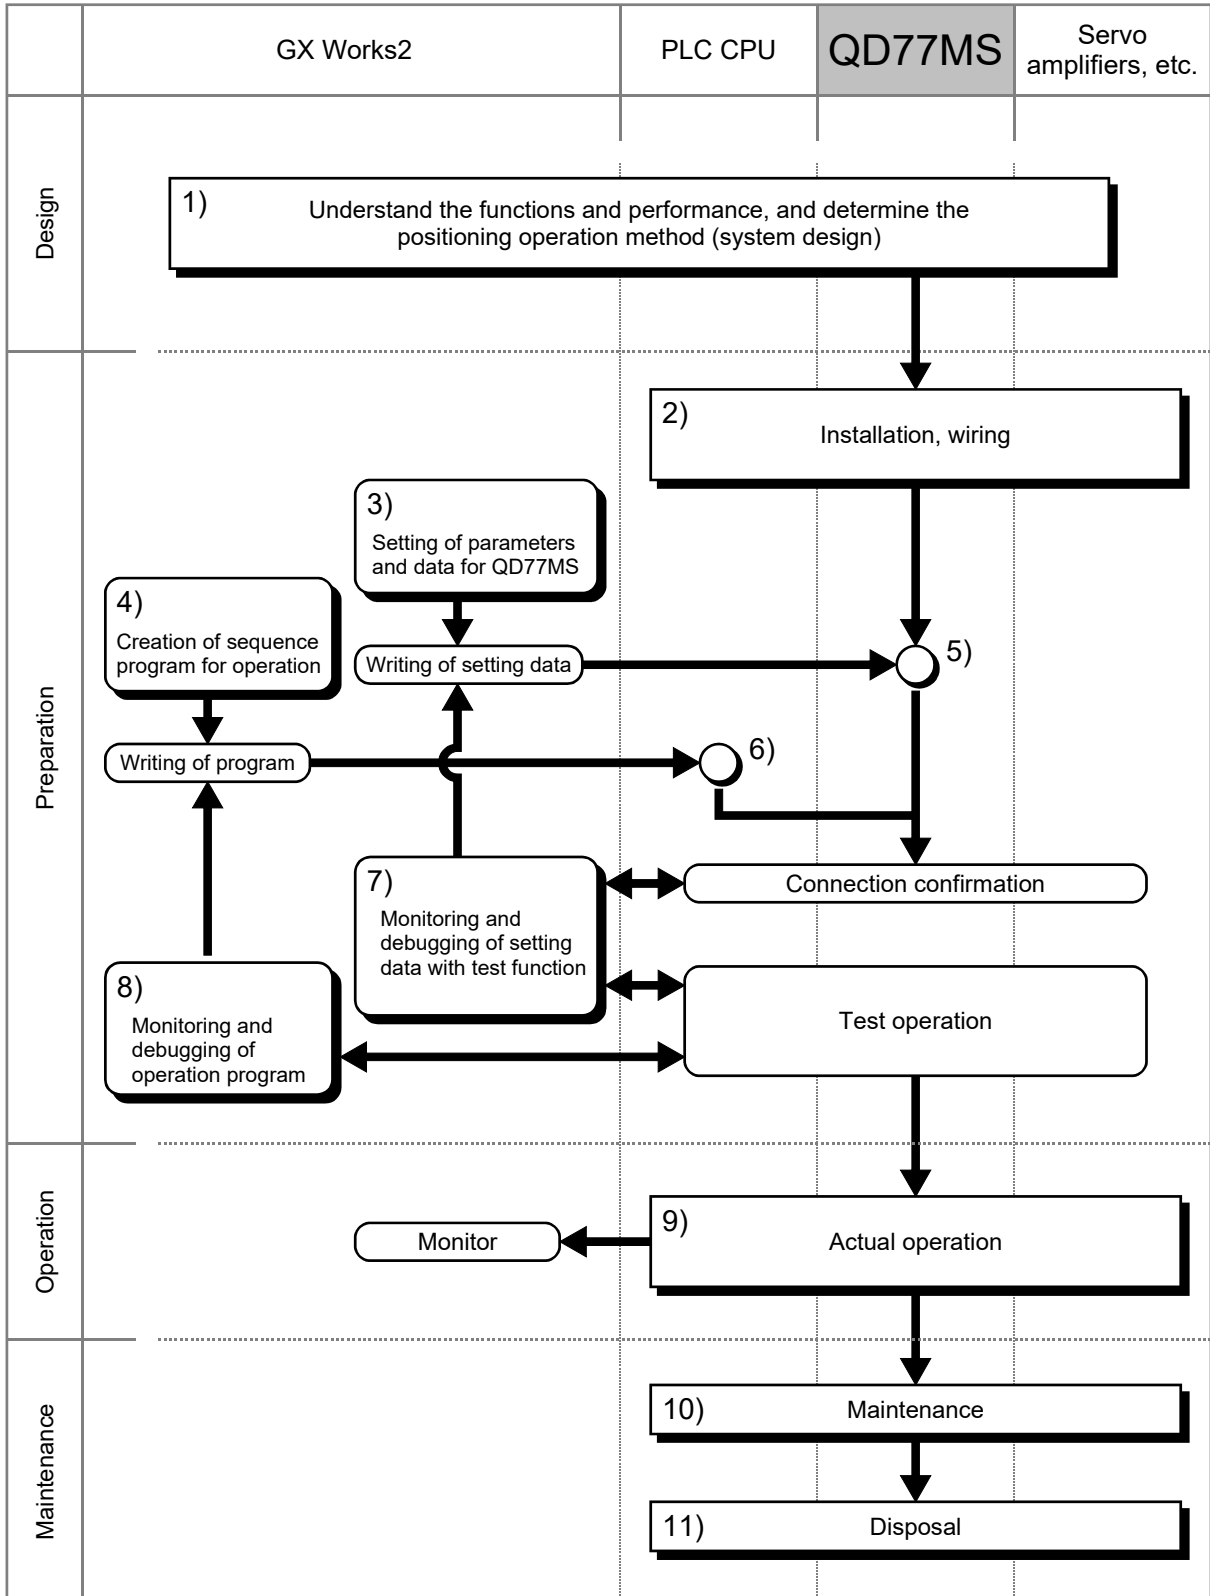 GX Works2
PLC CPU
QD77MS
Servo
amplifiers, etc.
Design
1)
Understand the functions and performance, and determine the
positioning operation method (system design)
Preparation
2)
Installation, wiring
3)
Setting of parameters
and data for QD77MS
4)
Creation of sequence
program for operation
Writing of setting data
5)
Writing of program
6)
7)
Monitoring and
debugging of setting
data with test function
Connection confirmation
8)
Monitoring and
debugging of
operation program
Test operation
Operation
Monitor
9)
Actual operation
Maintenance
10)
Maintenance
11)
Disposal